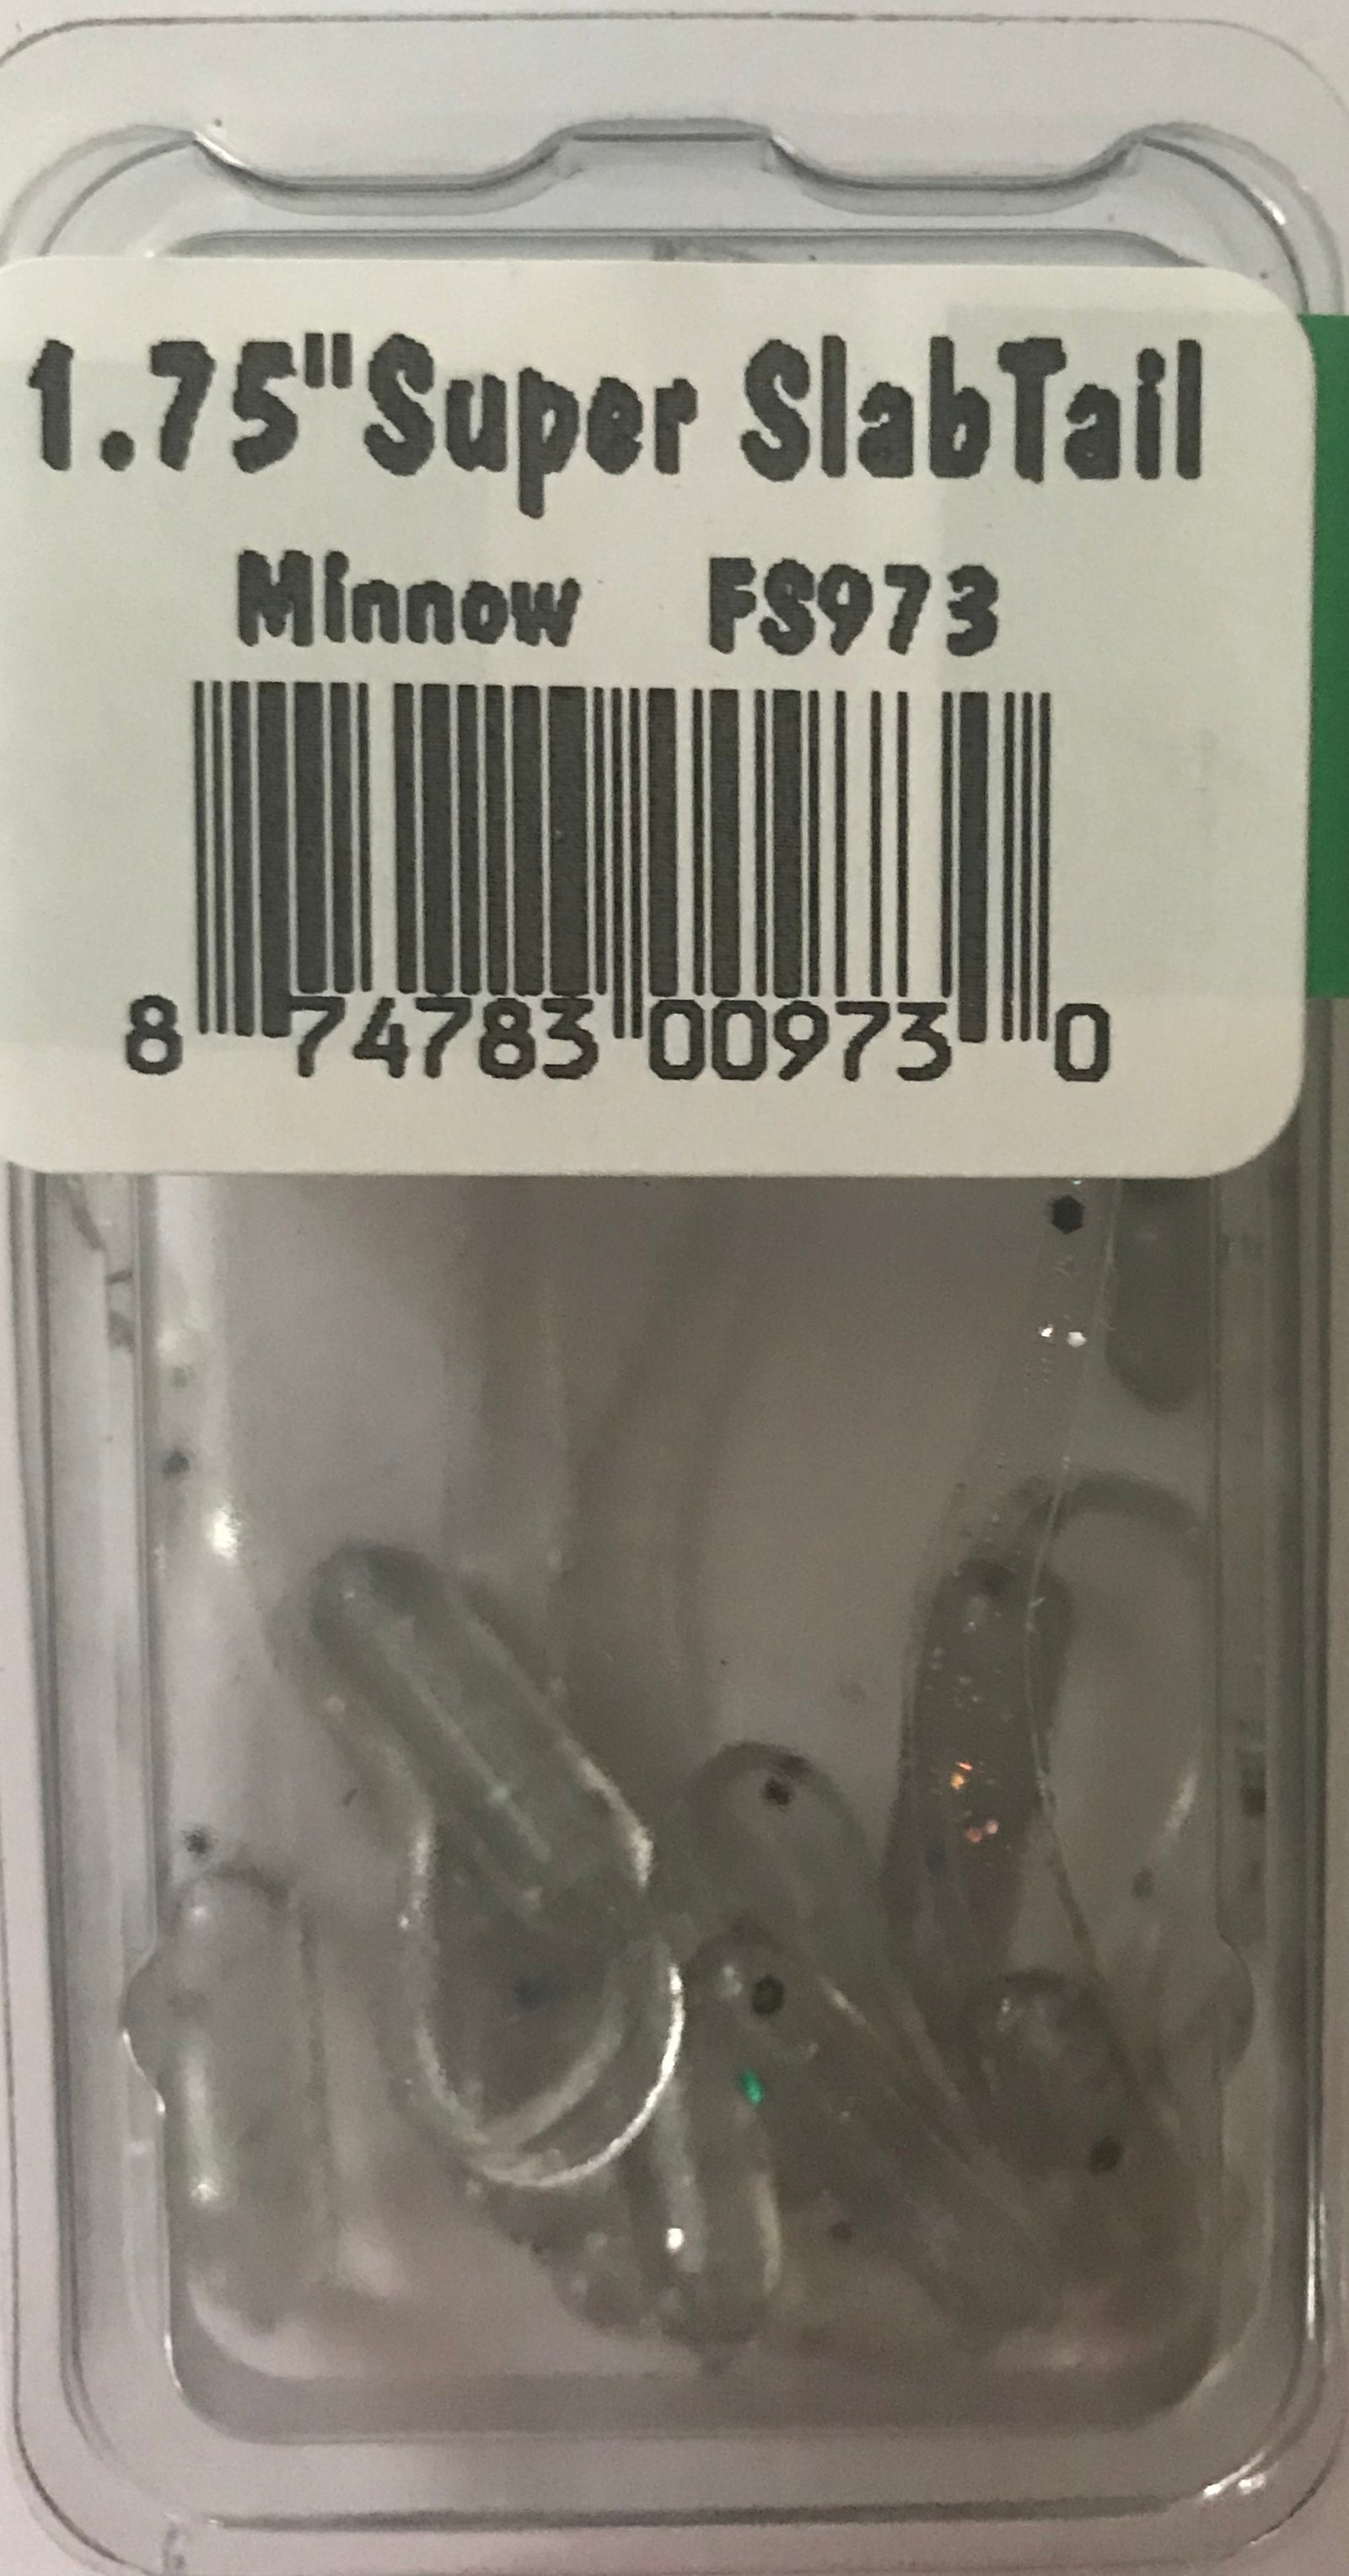 1.75"Super SlabTail
Minnow FS973
8 74783 00973 0